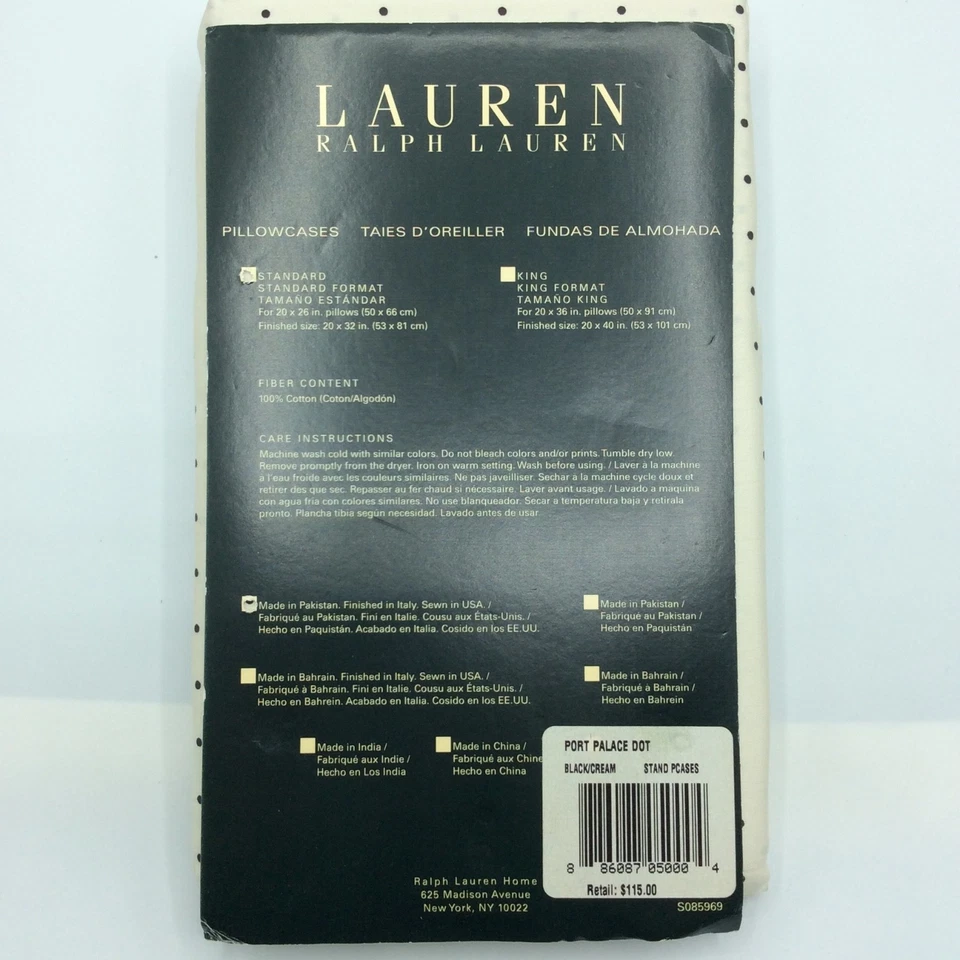 LAUREN
RALPH LAUREN
PILLOWCASES TAIES D'OREILLER FUNDAS DE ALMOHADA
STANDARD
STANDARD FORMAT
TAMAÑO ESTÁNDAR
For 20 x 26 in. pillows (50 x 66 cm)
Finished size: 20 x 32 in. (53 x 81 cm)
KING
KING FORMAT
TAMAÑO KING
For 20 x 36 in. pillows (50 x 91 cm)
Finished size: 20 x 40 in. (53 x 101 cm)
FIBER CONTENT
100% Cotton (Coton/Algodón)
CARE INSTRUCTIONS
Machine wash cold with similar colors. Do not bleach colors and/or prints. Tumble dry low.
Remove promptly from the dryer. Iron on warm setting. Wash before using. / Laver à la machine
a l'eau froide avec les couleurs similaires. Ne pas javeilliser. Sechar à la machine cycle doux et
retirer des que sec. Repasser au fer chaud si nécessaire. Laver avant usage. / Lavado a maquina
con agua fria con colores similares. No use blanqueador. Secar a temperatura baja y retirala
pronto. Plancha tibia según necesidad. Lavado antes de usar.
Made in Pakistan. Finished in Italy. Sewn in USA. /
Fabriqué au Pakistan. Fini en Italie. Cousu aux États-Unis. /
Hecho en Paquistán. Acabado en Italia. Cosido en los EE.UU.
Made in Pakistan /
Fabriqué au Pakistan /
Hecho en Paquistán
Made in Bahrain. Finished in Italy. Sewn in USA. /
Fabriqué à Bahrain. Fini en Italie. Cousu aux États-Unis. /
Hecho en Bahrein. Acabado en Italia. Cosido en los EE.UU.
Made in Bahrain /
Fabriqué à Bahrain /
Hecho en Bahrein
Made in India /
Fabriqué aux Indie /
Hecho en Los India
Made in China /
Fabriqué aux Chine
Hecho en China
PORT PALACE DOT
BLACK/CREAM STAND PCASES
8 86087 05000 4
Retail: $115.00
Ralph Lauren Home
625 Madison Avenue
New York, NY 10022
S085969